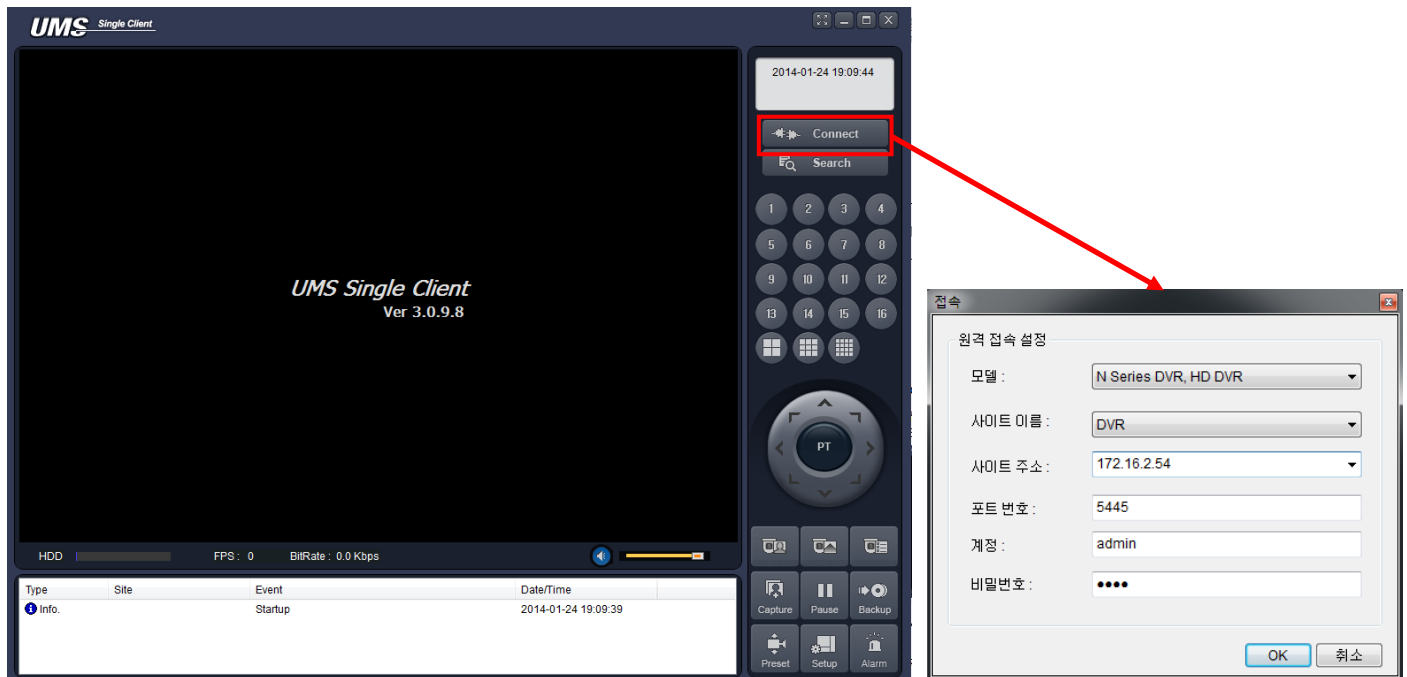 UMS Single Client
2014-01-24 19:09:44
Connect
Search
1 2 3 4
5 6 7 8
9 10 11 12
13 14 15 16
UMS Single Client
Ver 3.0.9.8
PT
HDD FPS : 0 BitRate : 0.0 Kbps
Type Site Event Date/Time
Info. Startup 2014-01-24 19:09:39
Capture Pause Backup
Preset Setup Alarm
접속
원격 접속 설정
모델 : N Series DVR, HD DVR
사이트 이름 : DVR
사이트 주소 : 172.16.2.54
포트 번호 : 5445
계정 : admin
비밀번호 : ●●●●
OK 취소